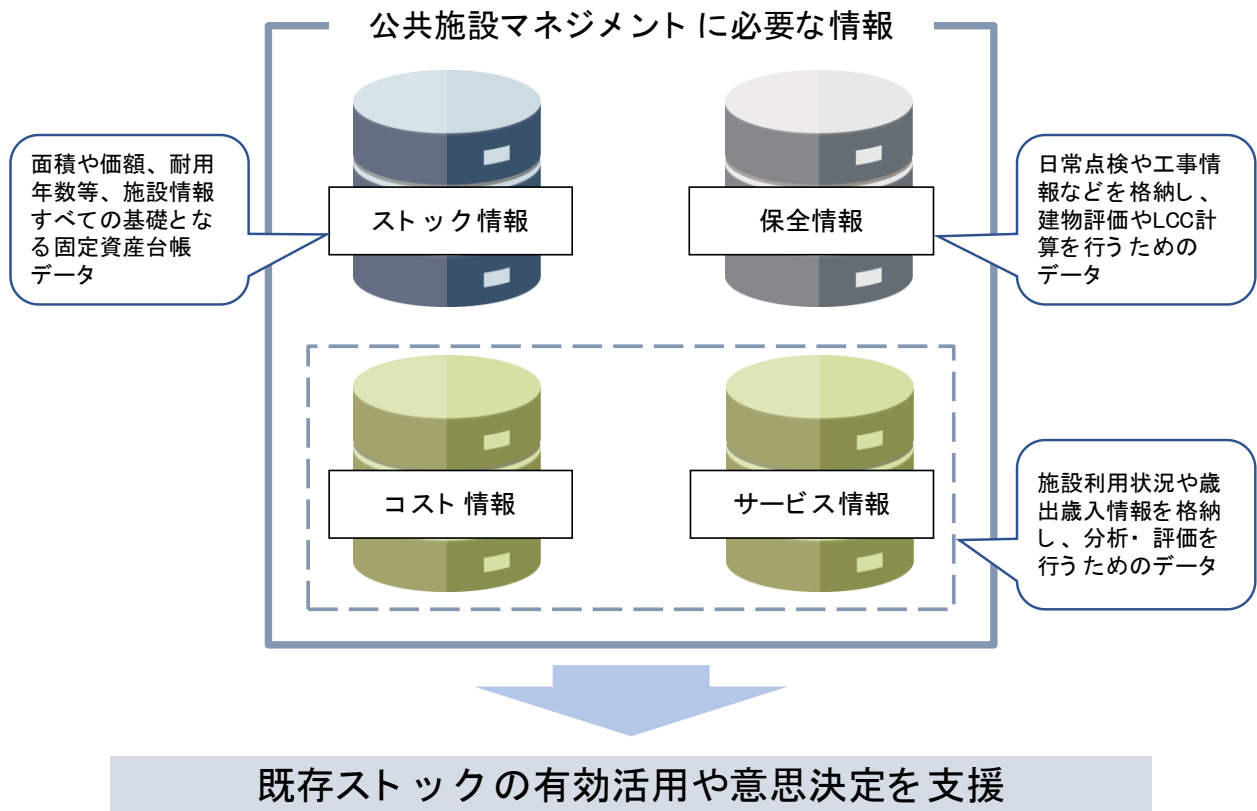 公共施設マネジメントに必要な情報
面積や価額、耐用
年数等、施設情報
すべての基礎とな
る固定資産台帳
データ
ストック情報
保全情報
日常点検や工事情
報などを格納し、
建物評価やLCC計
算を行うための
データ
コスト情報
サービス情報
施設利用状況や歳
出歳入情報を格納
し、分析・評価を
行うためのデータ
既存ストックの有効活用や意思決定を支援